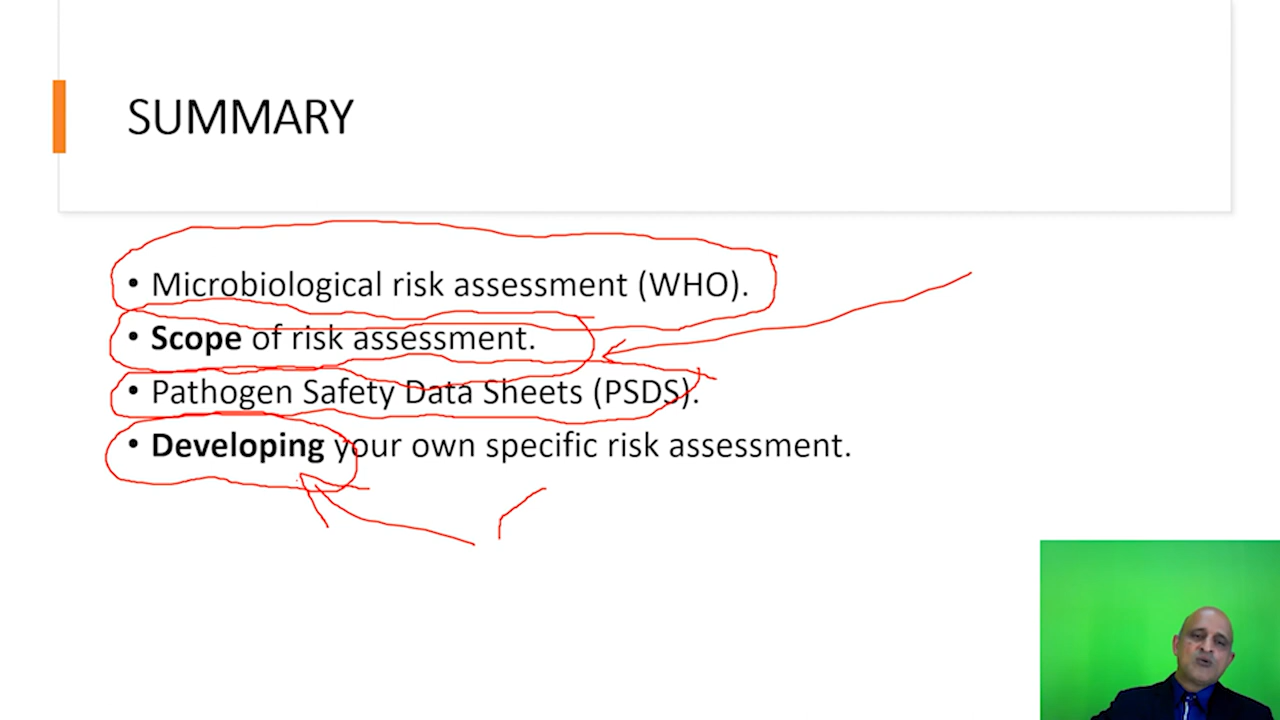 SUMMARY
• Microbiological risk assessment (WHO).
• Scope of risk assessment.
• Pathogen Safety Data Sheets (PSDS).
• Developing your own specific risk assessment.